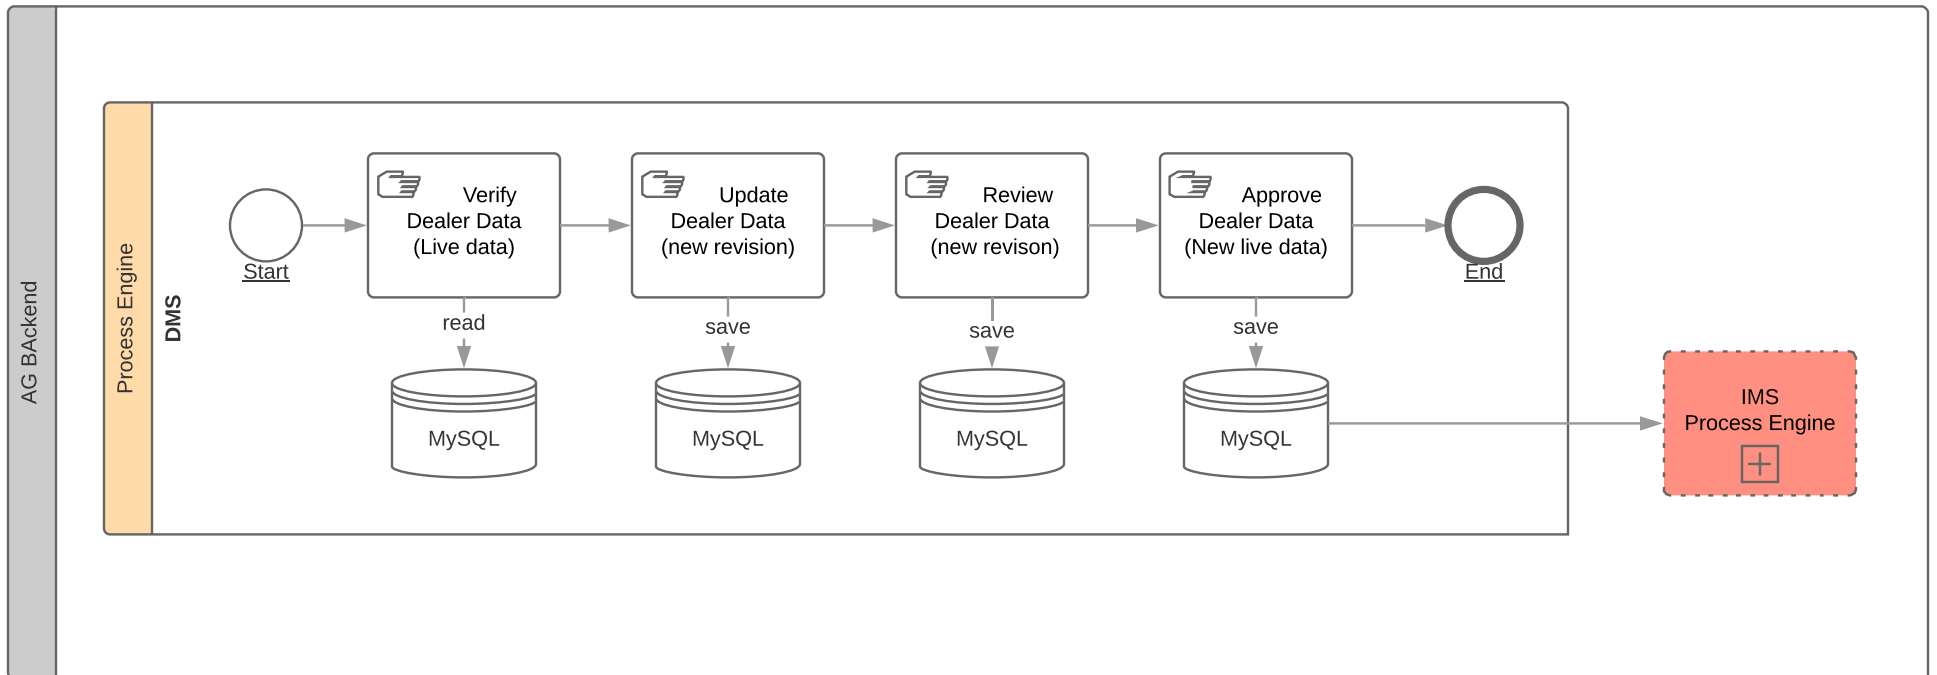 AG BAckend
Process Engine
DMS
Start
Verify
Dealer Data
(Live data)
Update
Dealer Data
(new revision)
Review
Dealer Data
(new revison)
Approve
Dealer Data
(New live data)
End
read
save
save
save
MySQL
MySQL
MySQL
MySQL
IMS
Process Engine